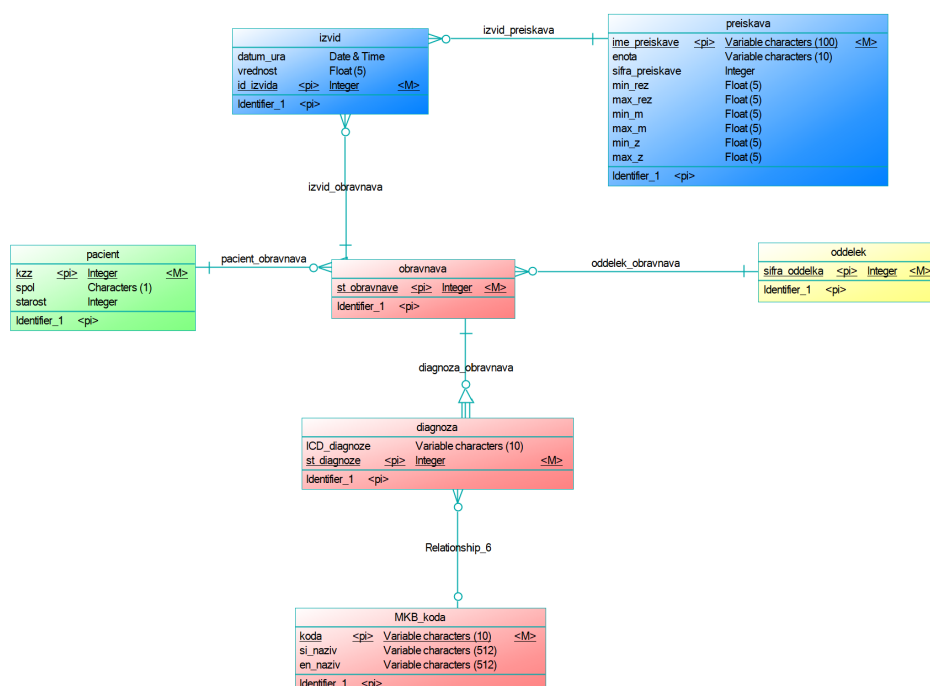 izvid
datum_ura Date & Time
vrednost Float (5)
id_izvida <pi> Integer <M>
Identifier_1 <pi>
izvid_preiskava
preiskava
ime_preiskave <pi> Variable characters (100) <M>
enota Variable characters (10)
sifra_preiskave Integer
min_rez Float (5)
max_rez Float (5)
min_m Float (5)
max_m Float (5)
min_z Float (5)
max_z Float (5)
Identifier_1 <pi>
izvid_obravnava
pacient
kzz <pi> Integer <M>
spol Characters (1)
starost Integer
Identifier_1 <pi>
pacient_obravnava
obravnava
st_obravnave <pi> Integer <M>
Identifier_1 <pi>
oddelek_obravnava
oddelek
sifra_oddelka <pi> Integer <M>
Identifier_1 <pi>
diagnoza_obravnava
diagnoza
ICD_diagnoze Variable characters (10)
st_diagnoze <pi> Integer <M>
Identifier_1 <pi>
Relationship_6
MKB_koda
koda <pi> Variable characters (10) <M>
si_naziv Variable characters (512)
en_naziv Variable characters (512)
Identifier_1 <pi>